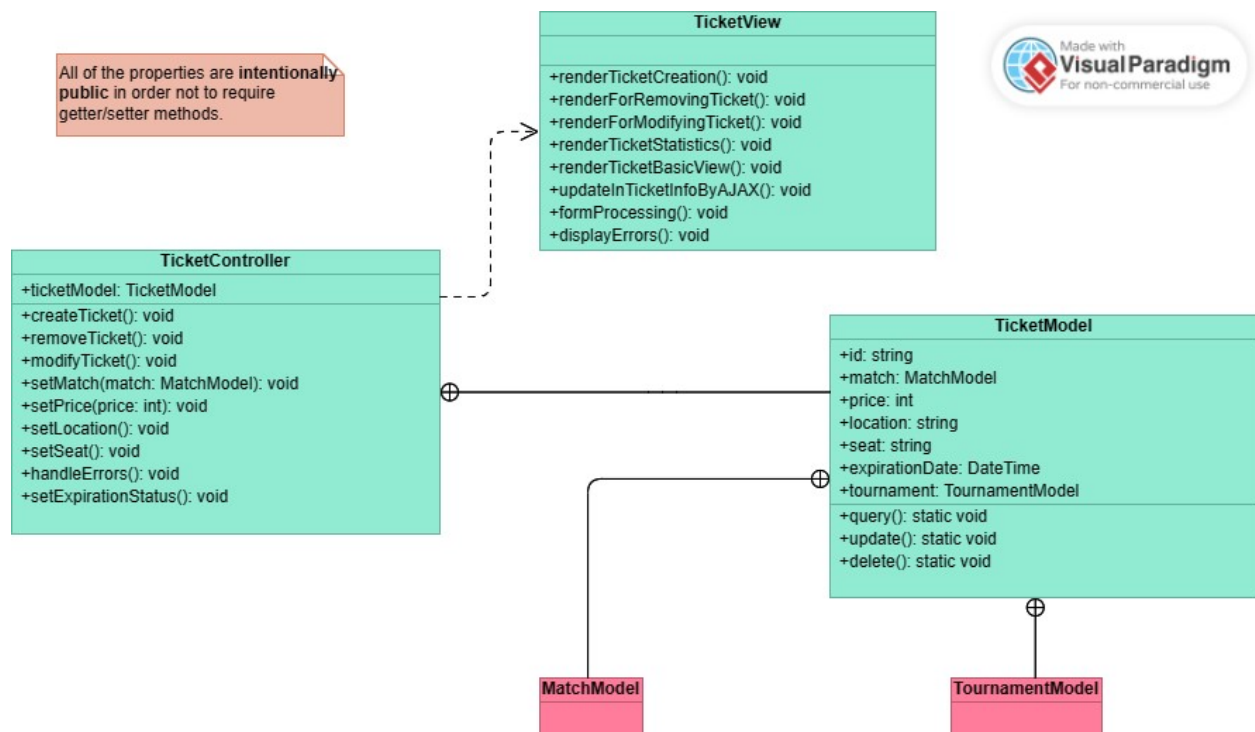 All of the properties are intentionally
public in order not to require
getter/setter methods.
TicketView
+renderTicketCreation(): void
+renderForRemovingTicket(): void
+renderForModifyingTicket(): void
+renderTicketStatistics(): void
+renderTicketBasicView(): void
+updateInTicketInfoByAJAX(): void
+formProcessing(): void
+displayErrors(): void
Made with
Visual Paradigm
For non-commercial use
TicketController
+ticketModel: TicketModel
+createTicket(): void
+removeTicket(): void
+modifyTicket(): void
+setMatch(match: MatchModel): void
+setPrice(price: int): void
+setLocation(): void
+setSeat(): void
+handleErrors(): void
+setExpirationStatus(): void
TicketModel
+id: string
+match: MatchModel
+price: int
+location: string
+seat: string
+expirationDate: DateTime
+tournament: TournamentModel
+query(): static void
+update(): static void
+delete(): static void
MatchModel
TournamentModel